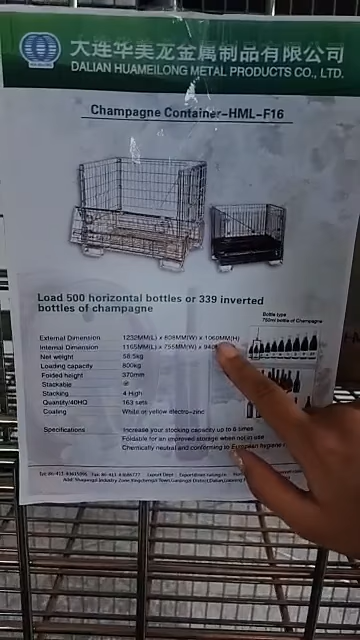 大连华美龙金属制品有限公司
DALIAN HUAMEILONG METAL PRODUCTS CO., LTD.
Champagne Container-HML-F16
Load 500 horizontal bottles or 339 inverted
bottles of champagne
Bottle type
750ml bottle of Champagne
External Dimension 1232MM(L) x 808MM(W) x 1060MM(H)
Internal Dimension 1165MM(L) x 755MM(W) x 940
Net weight 58.5kg
Loading capacity 800kg
Folded height 370mm
Stackable
Stacking 4 High
Quantity/40HQ 163 sets
Coating White or yellow electro-zinc
Specifications Increase your stocking capacity up to 8 times
Foldable for an improved storage when not in use
Chemically neutral and conforming to European hygiene